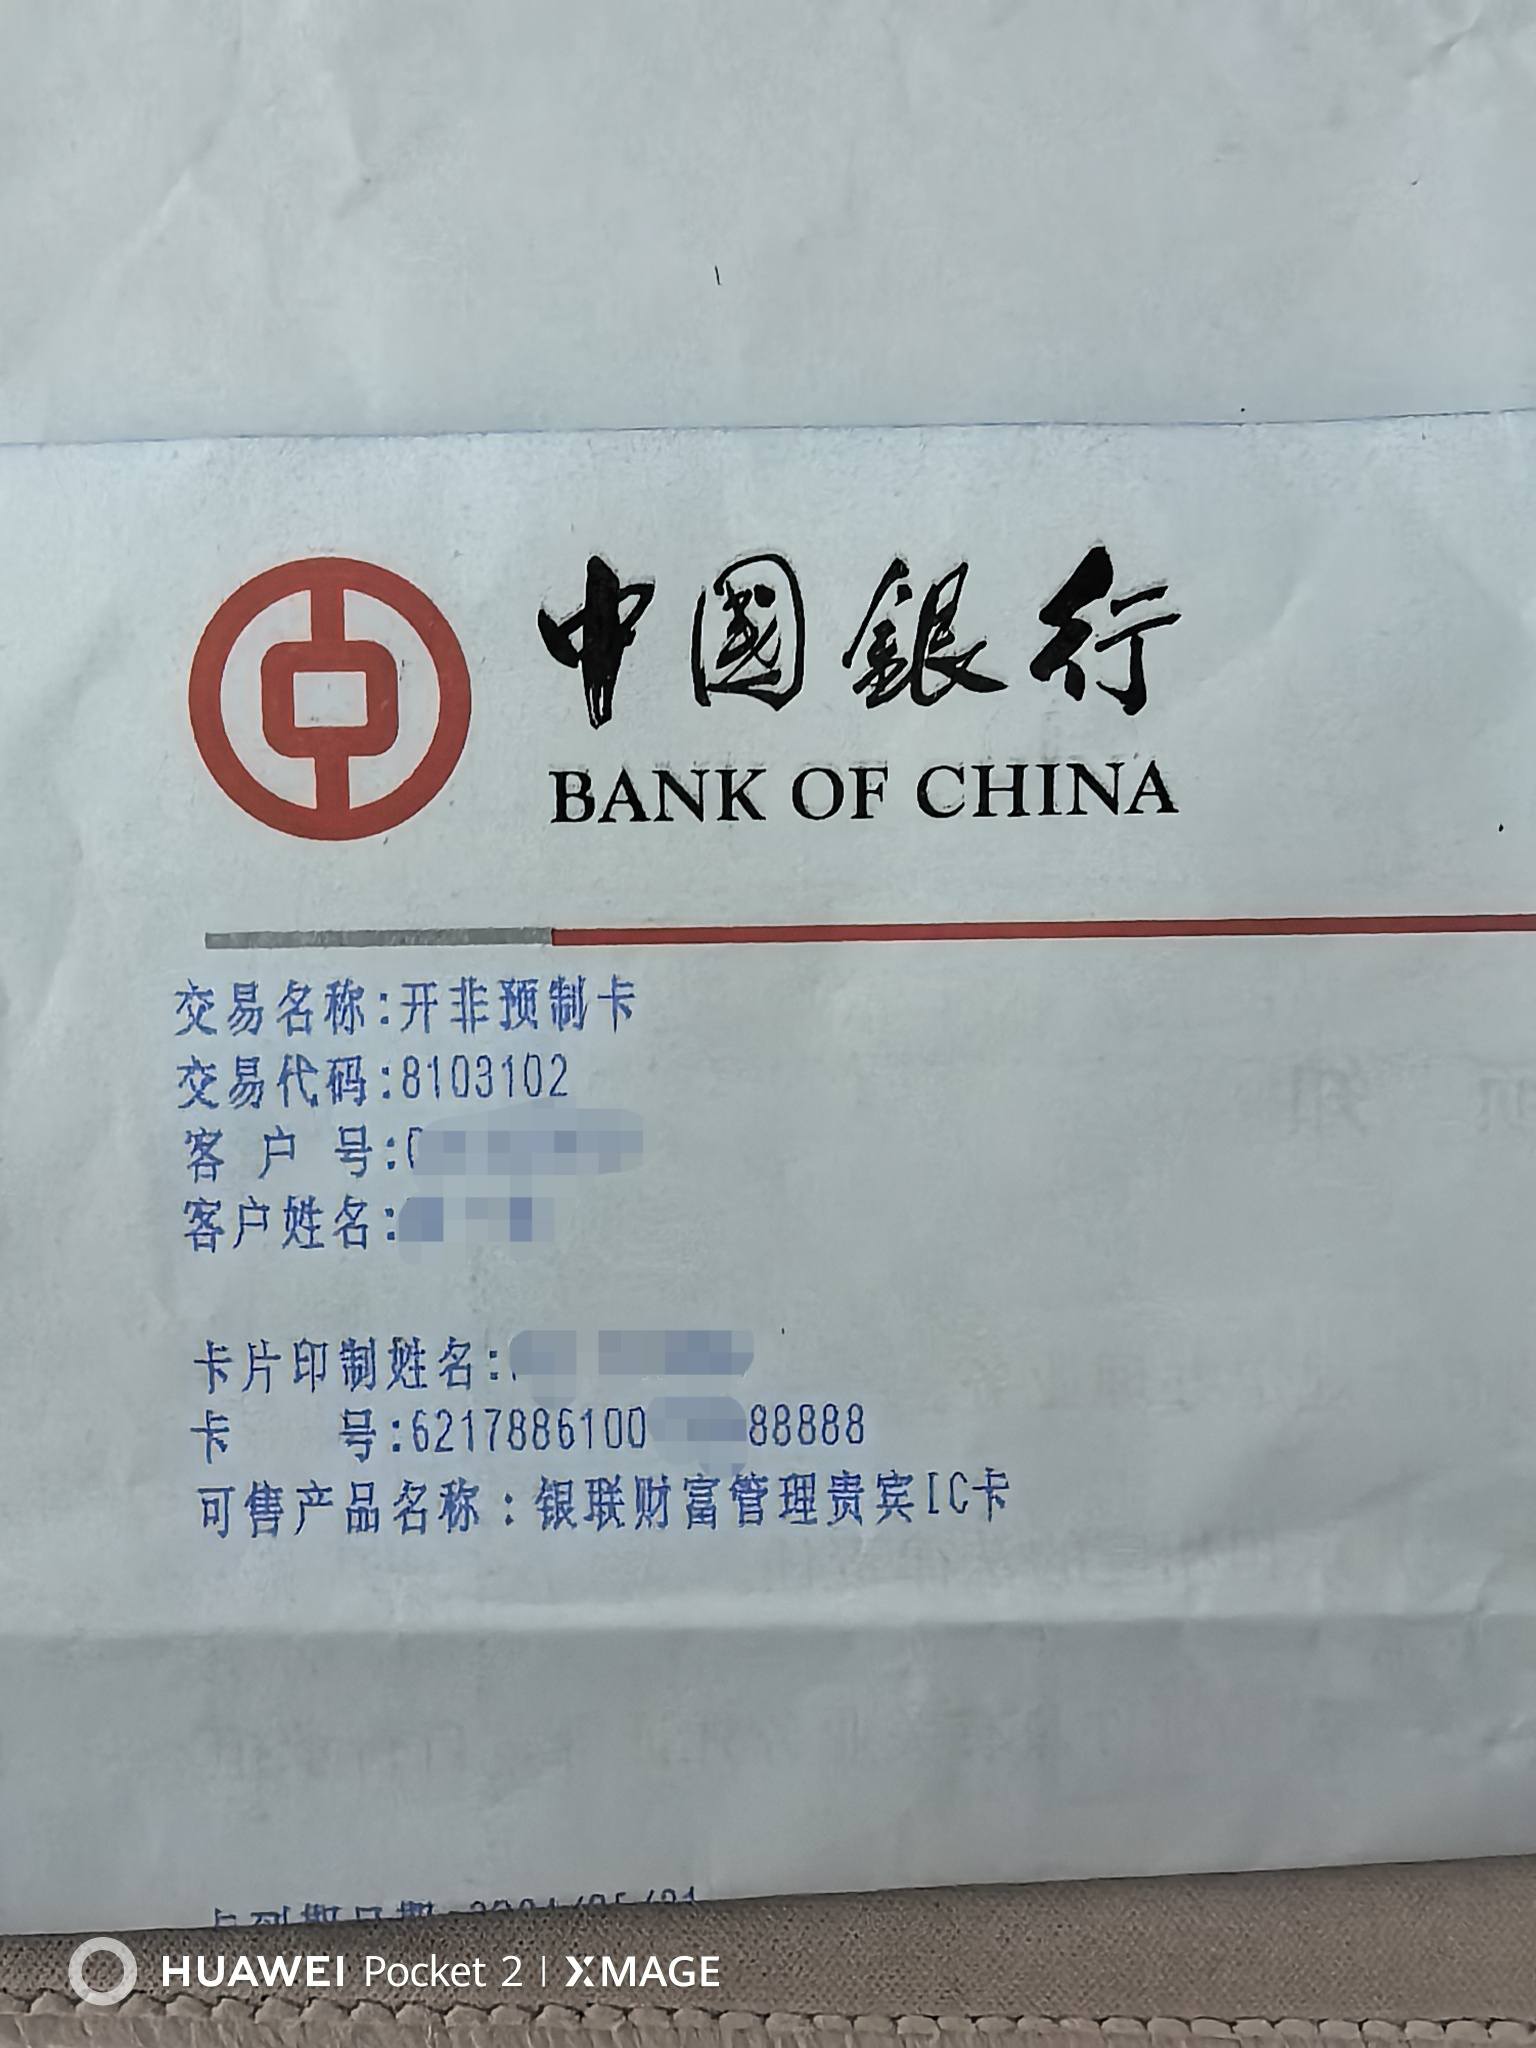 中國銀行
BANK OF CHINA
交易名称:开非预制卡
交易代码:8103102
客户号:
客户姓名:
卡片印制姓名:
卡号:6217886100 88888
可售产品名称:银联财富管理贵宾IC卡
HUAWEI Pocket 2 | XMAGE